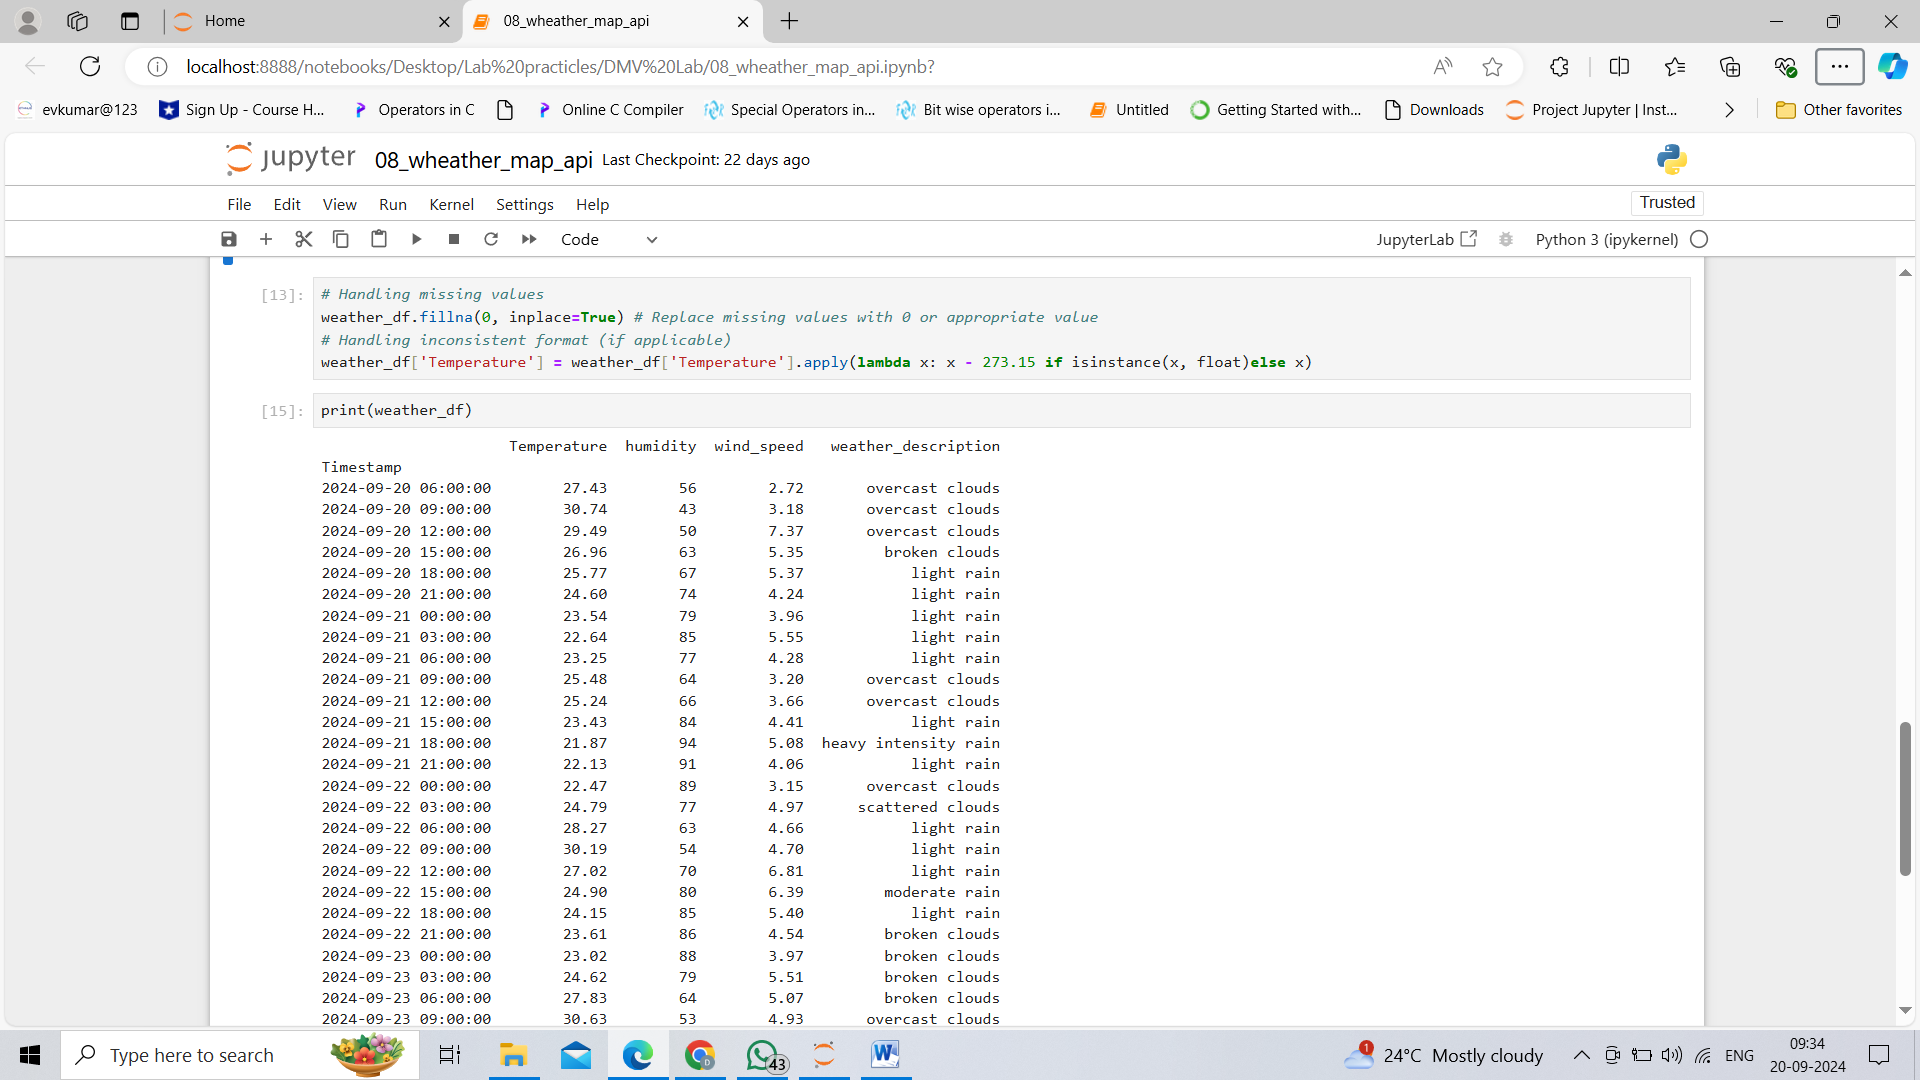 Home
08_wheather_map_api
localhost:8888/notebooks/Desktop/Lab%20practicles/DMV%20Lab/08_wheather_map_api.ipynb?
evkumar@123 Sign Up - Course H... Operators in C Online C Compiler Special Operators in... Bit wise operators i... Untitled Getting Started with... Downloads Project Jupyter | Inst... Other favorites
jupyter 08_wheather_map_api Last Checkpoint: 22 days ago
File Edit View Run Kernel Settings Help Trusted
Code JupyterLab Python 3 (ipykernel)
[13]: # Handling missing values
weather_df.fillna(0, inplace=True) # Replace missing values with 0 or appropriate value
# Handling inconsistent format (if applicable)
weather_df['Temperature'] = weather_df['Temperature'].apply(lambda x: x - 273.15 if isinstance(x, float)else x)
[15]: print(weather_df)
Temperature humidity wind_speed weather_description
Timestamp
2024-09-20 06:00:00 27.43 56 2.72 overcast clouds
2024-09-20 09:00:00 30.74 43 3.18 overcast clouds
2024-09-20 12:00:00 29.49 50 7.37 overcast clouds
2024-09-20 15:00:00 26.96 63 5.35 broken clouds
2024-09-20 18:00:00 25.77 67 5.37 light rain
2024-09-20 21:00:00 24.60 74 4.24 light rain
2024-09-21 00:00:00 23.54 79 3.96 light rain
2024-09-21 03:00:00 22.64 85 5.55 light rain
2024-09-21 06:00:00 23.25 77 4.28 light rain
2024-09-21 09:00:00 25.48 64 3.20 overcast clouds
2024-09-21 12:00:00 25.24 66 3.66 overcast clouds
2024-09-21 15:00:00 23.43 84 4.41 light rain
2024-09-21 18:00:00 21.87 94 5.08 heavy intensity rain
2024-09-21 21:00:00 22.13 91 4.06 light rain
2024-09-22 00:00:00 22.47 89 3.15 overcast clouds
2024-09-22 03:00:00 24.79 77 4.97 scattered clouds
2024-09-22 06:00:00 28.27 63 4.66 light rain
2024-09-22 09:00:00 30.19 54 4.70 light rain
2024-09-22 12:00:00 27.02 70 6.81 light rain
2024-09-22 15:00:00 24.90 80 6.39 moderate rain
2024-09-22 18:00:00 24.15 85 5.40 light rain
2024-09-22 21:00:00 23.61 86 4.54 broken clouds
2024-09-23 00:00:00 23.02 88 3.97 broken clouds
2024-09-23 03:00:00 24.62 79 5.51 broken clouds
2024-09-23 06:00:00 27.83 64 5.07 broken clouds
2024-09-23 09:00:00 30.63 53 4.93 overcast clouds
Type here to search 43 1 24°C Mostly cloudy ENG
09:34
20-09-2024